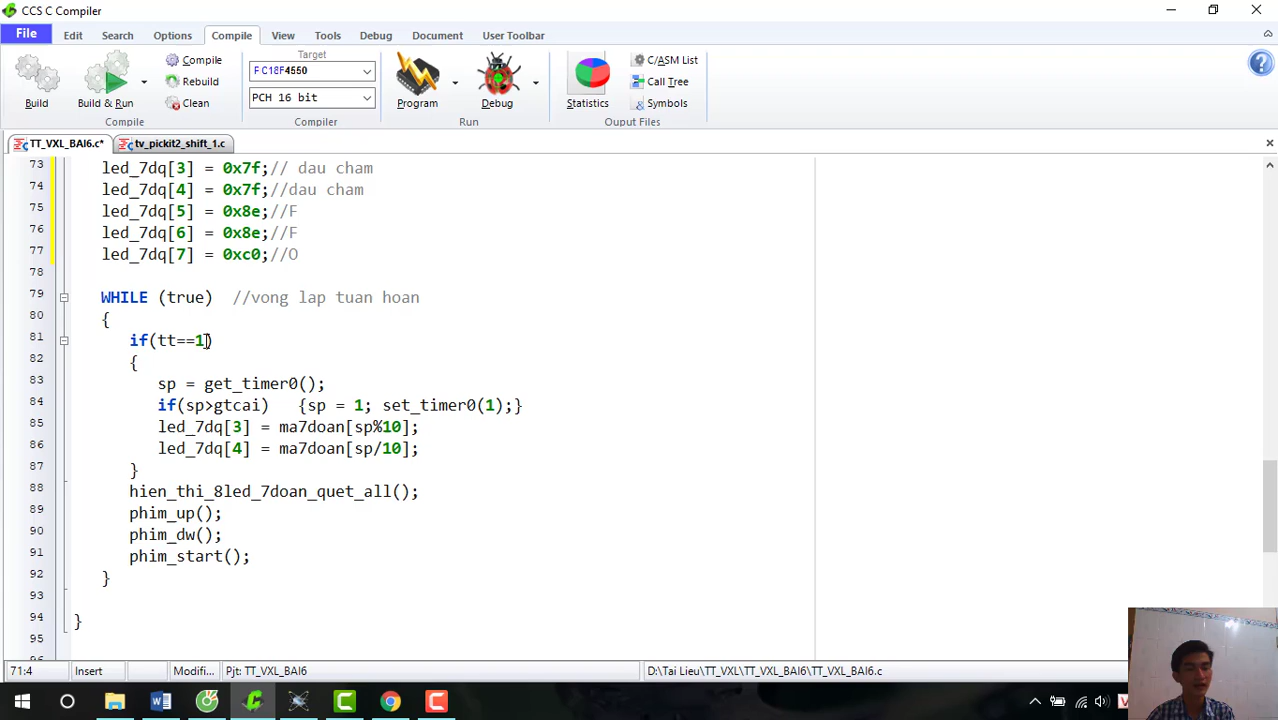 CCS C Compiler
File Edit Search Options Compile View Tools Debug Document User Toolbar
Build
Build & Run
Compile
Rebuild
Clean
Compile
Target
PCH 16 bit
Compiler
Program
Debug
Run
Statistics
C/ASM List
Call Tree
Symbols
Ouput Files
TT_VXL_BAI6.c* tv_pickit2_shift_1.c
73 led_7dq[3] = 0x7f;// dau cham
74 led_7dq[4] = 0x7f;//dau cham
75 led_7dq[5] = 0x8e;//F
76 led_7dq[6] = 0x8e;//F
77 led_7dq[7] = 0xc0;//O
78
79 WHILE (true) //vong lap tuan hoan
80 {
81 if(tt==1)
82 {
83 sp = get_timer0();
84 if(sp>gtcai) {sp = 1; set_timer0(1);}
85 led_7dq[3] = ma7doan[sp%10];
86 led_7dq[4] = ma7doan[sp/10];
87 }
88 hien_thi_8led_7doan_quet_all();
89 phim_up();
90 phim_dw();
91 phim_start();
92 }
93
94 }
95
71:4 Insert Modifi... Pjt: TT_VXL_BAI6 D:\Tai Lieu\TT_VXL\TT_VXL_BAI6\TT_VXL_BAI6.c